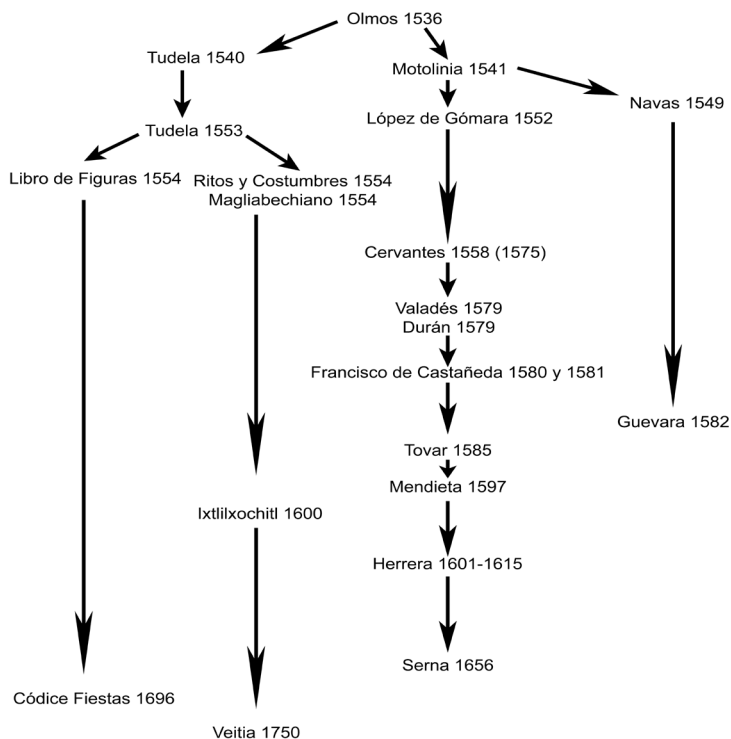 Olmos 1536
Tudela 1540
Motolinia 1541
Navas 1549
López de Gómara 1552
Tudela 1553
Libro de Figuras 1554
Ritos y Costumbres 1554
Magliabechiano 1554
Cervantes 1558 (1575)
Valadés 1579
Durán 1579
Francisco de Castañeda 1580 y 1581
Guevara 1582
Tovar 1585
Mendieta 1597
Ixtlilxochitl 1600
Herrera 1601-1615
Serna 1656
Códice Fiestas 1696
Veitia 1750